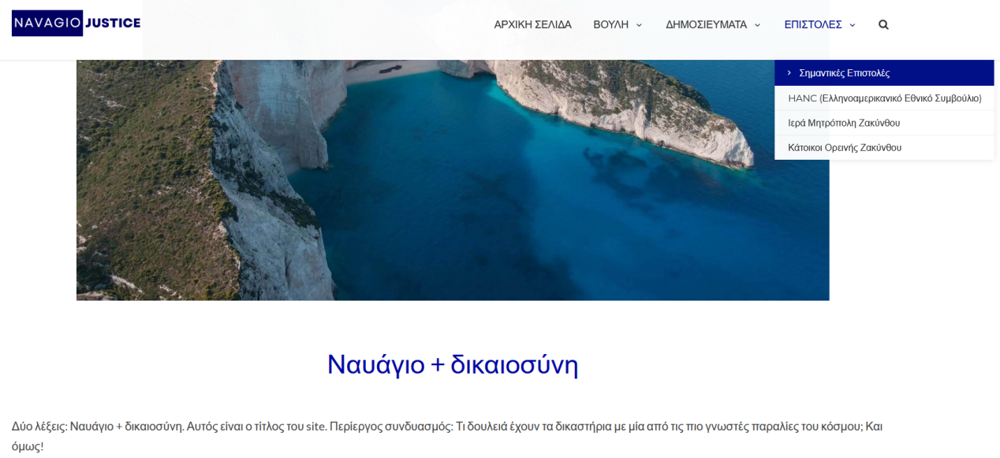 NAVAGIO JUSTICE
ΑΡΧΙΚΗ ΣΕΛΙΔΑ ΒΟΥΛΗ ΔΗΜΟΣΙΕΥΜΑΤΑ ΕΠΙΣΤΟΛΕΣ
Σημαντικές Επιστολές
HANC (Ελληνοαμερικανικό Εθνικό Συμβούλιο)
Ιερά Μητρόπολη Ζακύνθου
Κάτοικοι Ορεινής Ζακύνθου
Ναυάγιο + δικαιοσύνη
Δύο λέξεις: Ναυάγιο + δικαιοσύνη. Αυτός είναι ο τίτλος του site. Περίεργος συνδυασμός: Τι δουλειά έχουν τα δικαστήρια με μία από τις πιο γνωστές παραλίες του κόσμου; Και
όμως!